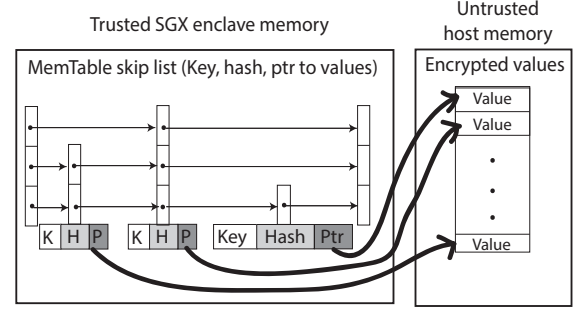 Trusted SGX enclave memory
Untrusted
host memory
MemTable skip list (Key, hash, ptr to values)
Encrypted values
Value
Value
K H P
K H P
Key Hash Ptr
Value